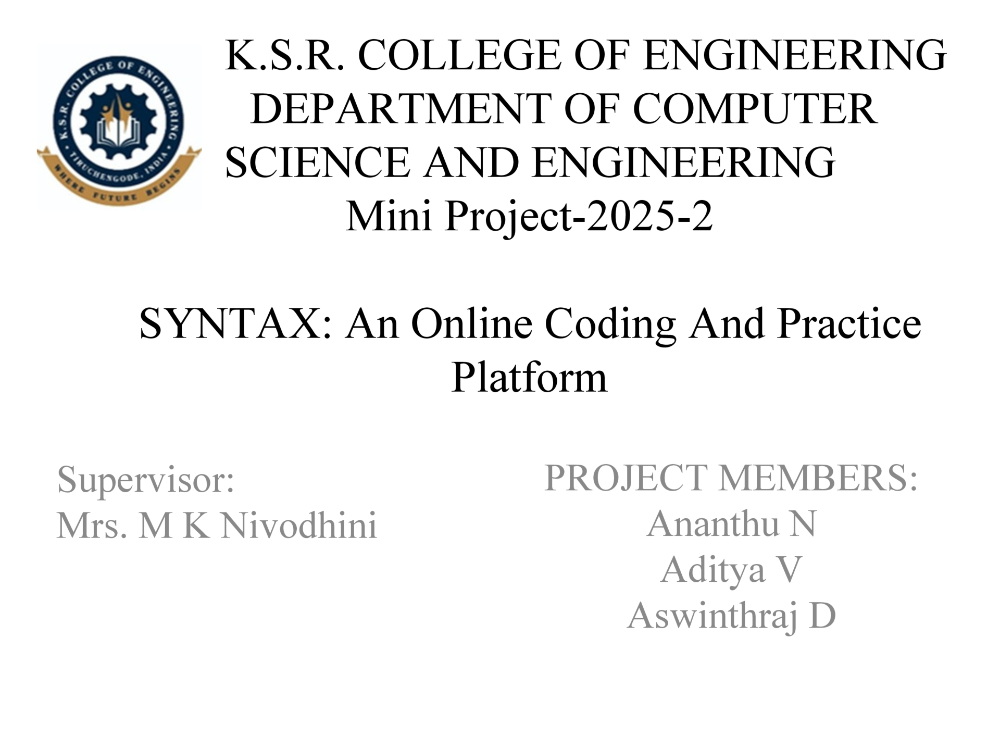 K.S.R. COLLEGE OF ENGINEERING
DEPARTMENT OF COMPUTER
SCIENCE AND ENGINEERING
Mini Project-2025-2
K.S.R. COLLEGE OF ENGINEERING
TIRUCHENGODE, INDIA
WHERE FUTURE BEGINS
SYNTAX: An Online Coding And Practice
Platform
Supervisor:
Mrs. M K Nivodhini
PROJECT MEMBERS:
Ananthu N
Aditya V
Aswinthraj D